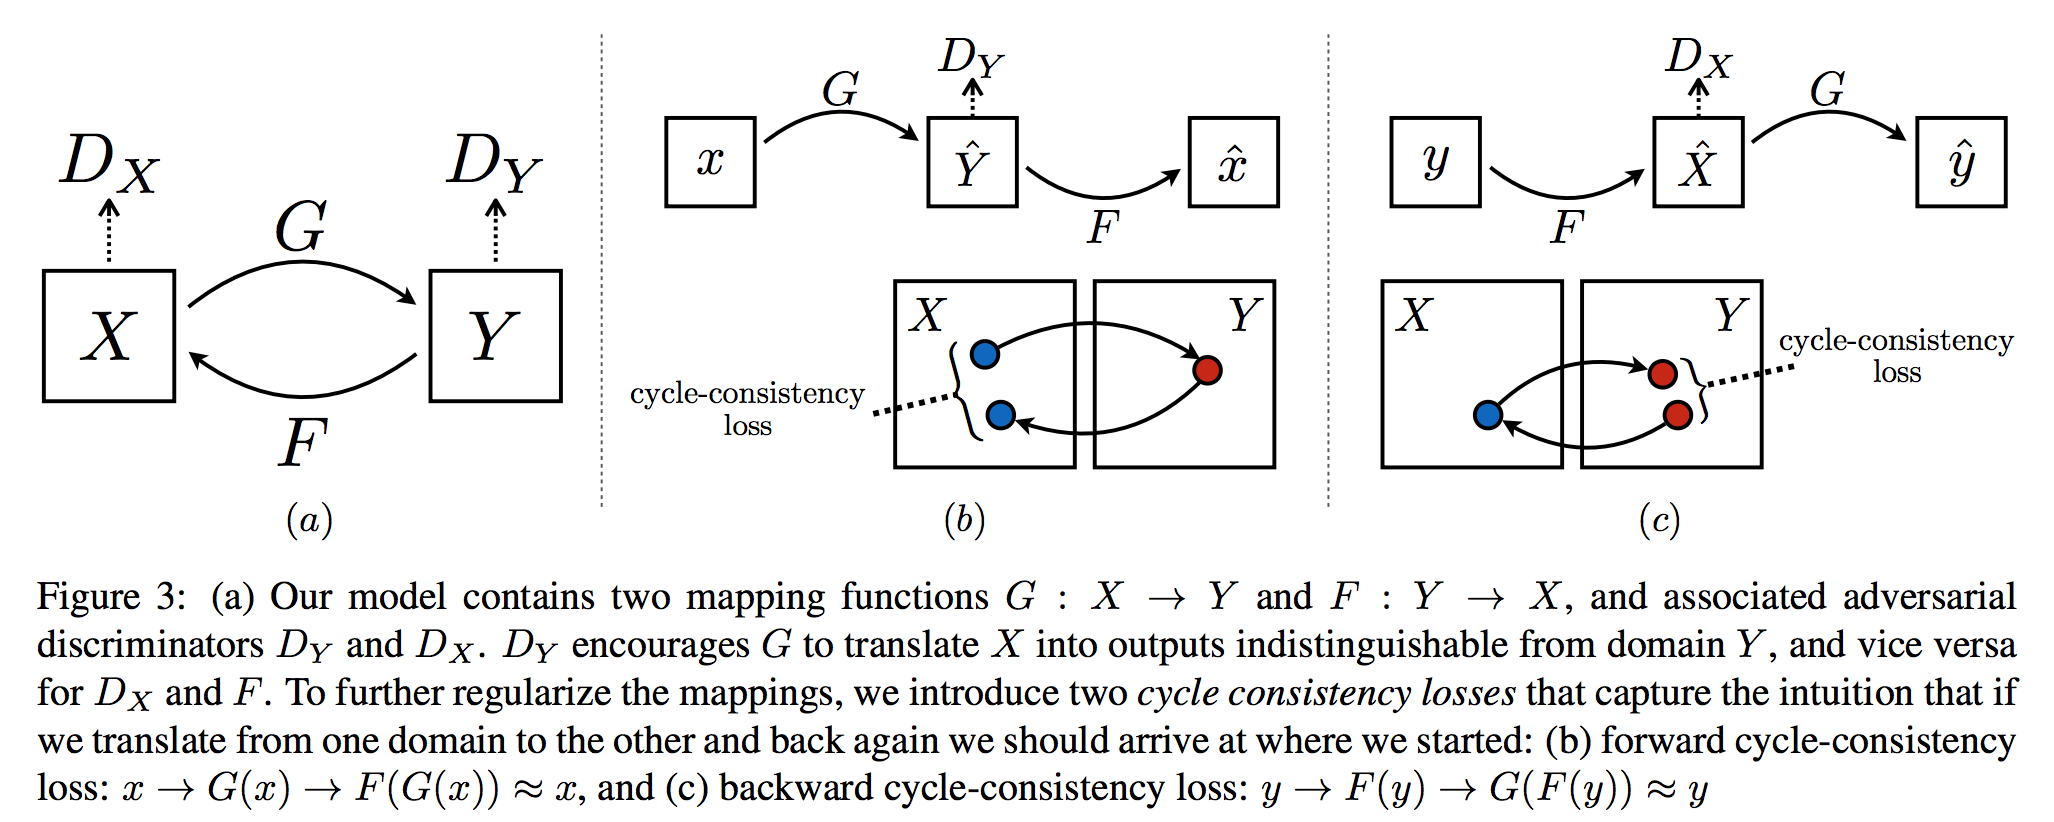 D_X
D_Y
G
X
Y
F
(a)
D_Y
G
x
Ŷ
x̂
F
X
Y
cycle-consistency
loss
(b)
D_X
G
y
X̂
ŷ
F
X
Y
cycle-consistency
loss
(c)
Figure 3: (a) Our model contains two mapping functions G : X → Y and F : Y → X, and associated adversarial
discriminators D_Y and D_X. D_Y encourages G to translate X into outputs indistinguishable from domain Y, and vice versa
for D_X and F. To further regularize the mappings, we introduce two cycle consistency losses that capture the intuition that if
we translate from one domain to the other and back again we should arrive at where we started: (b) forward cycle-consistency
loss: x → G(x) → F(G(x)) ≈ x, and (c) backward cycle-consistency loss: y → F(y) → G(F(y)) ≈ y